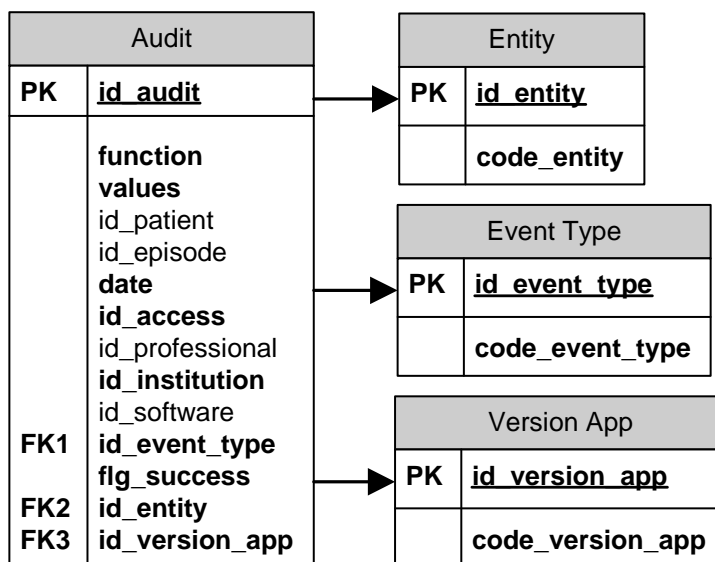 Audit
PK id_audit
function
values
id_patient
id_episode
date
id_access
id_professional
id_institution
id_software
FK1 id_event_type
flg_success
FK2 id_entity
FK3 id_version_app
Entity
PK id_entity
code_entity
Event Type
PK id_event_type
code_event_type
Version App
PK id_version_app
code_version_app